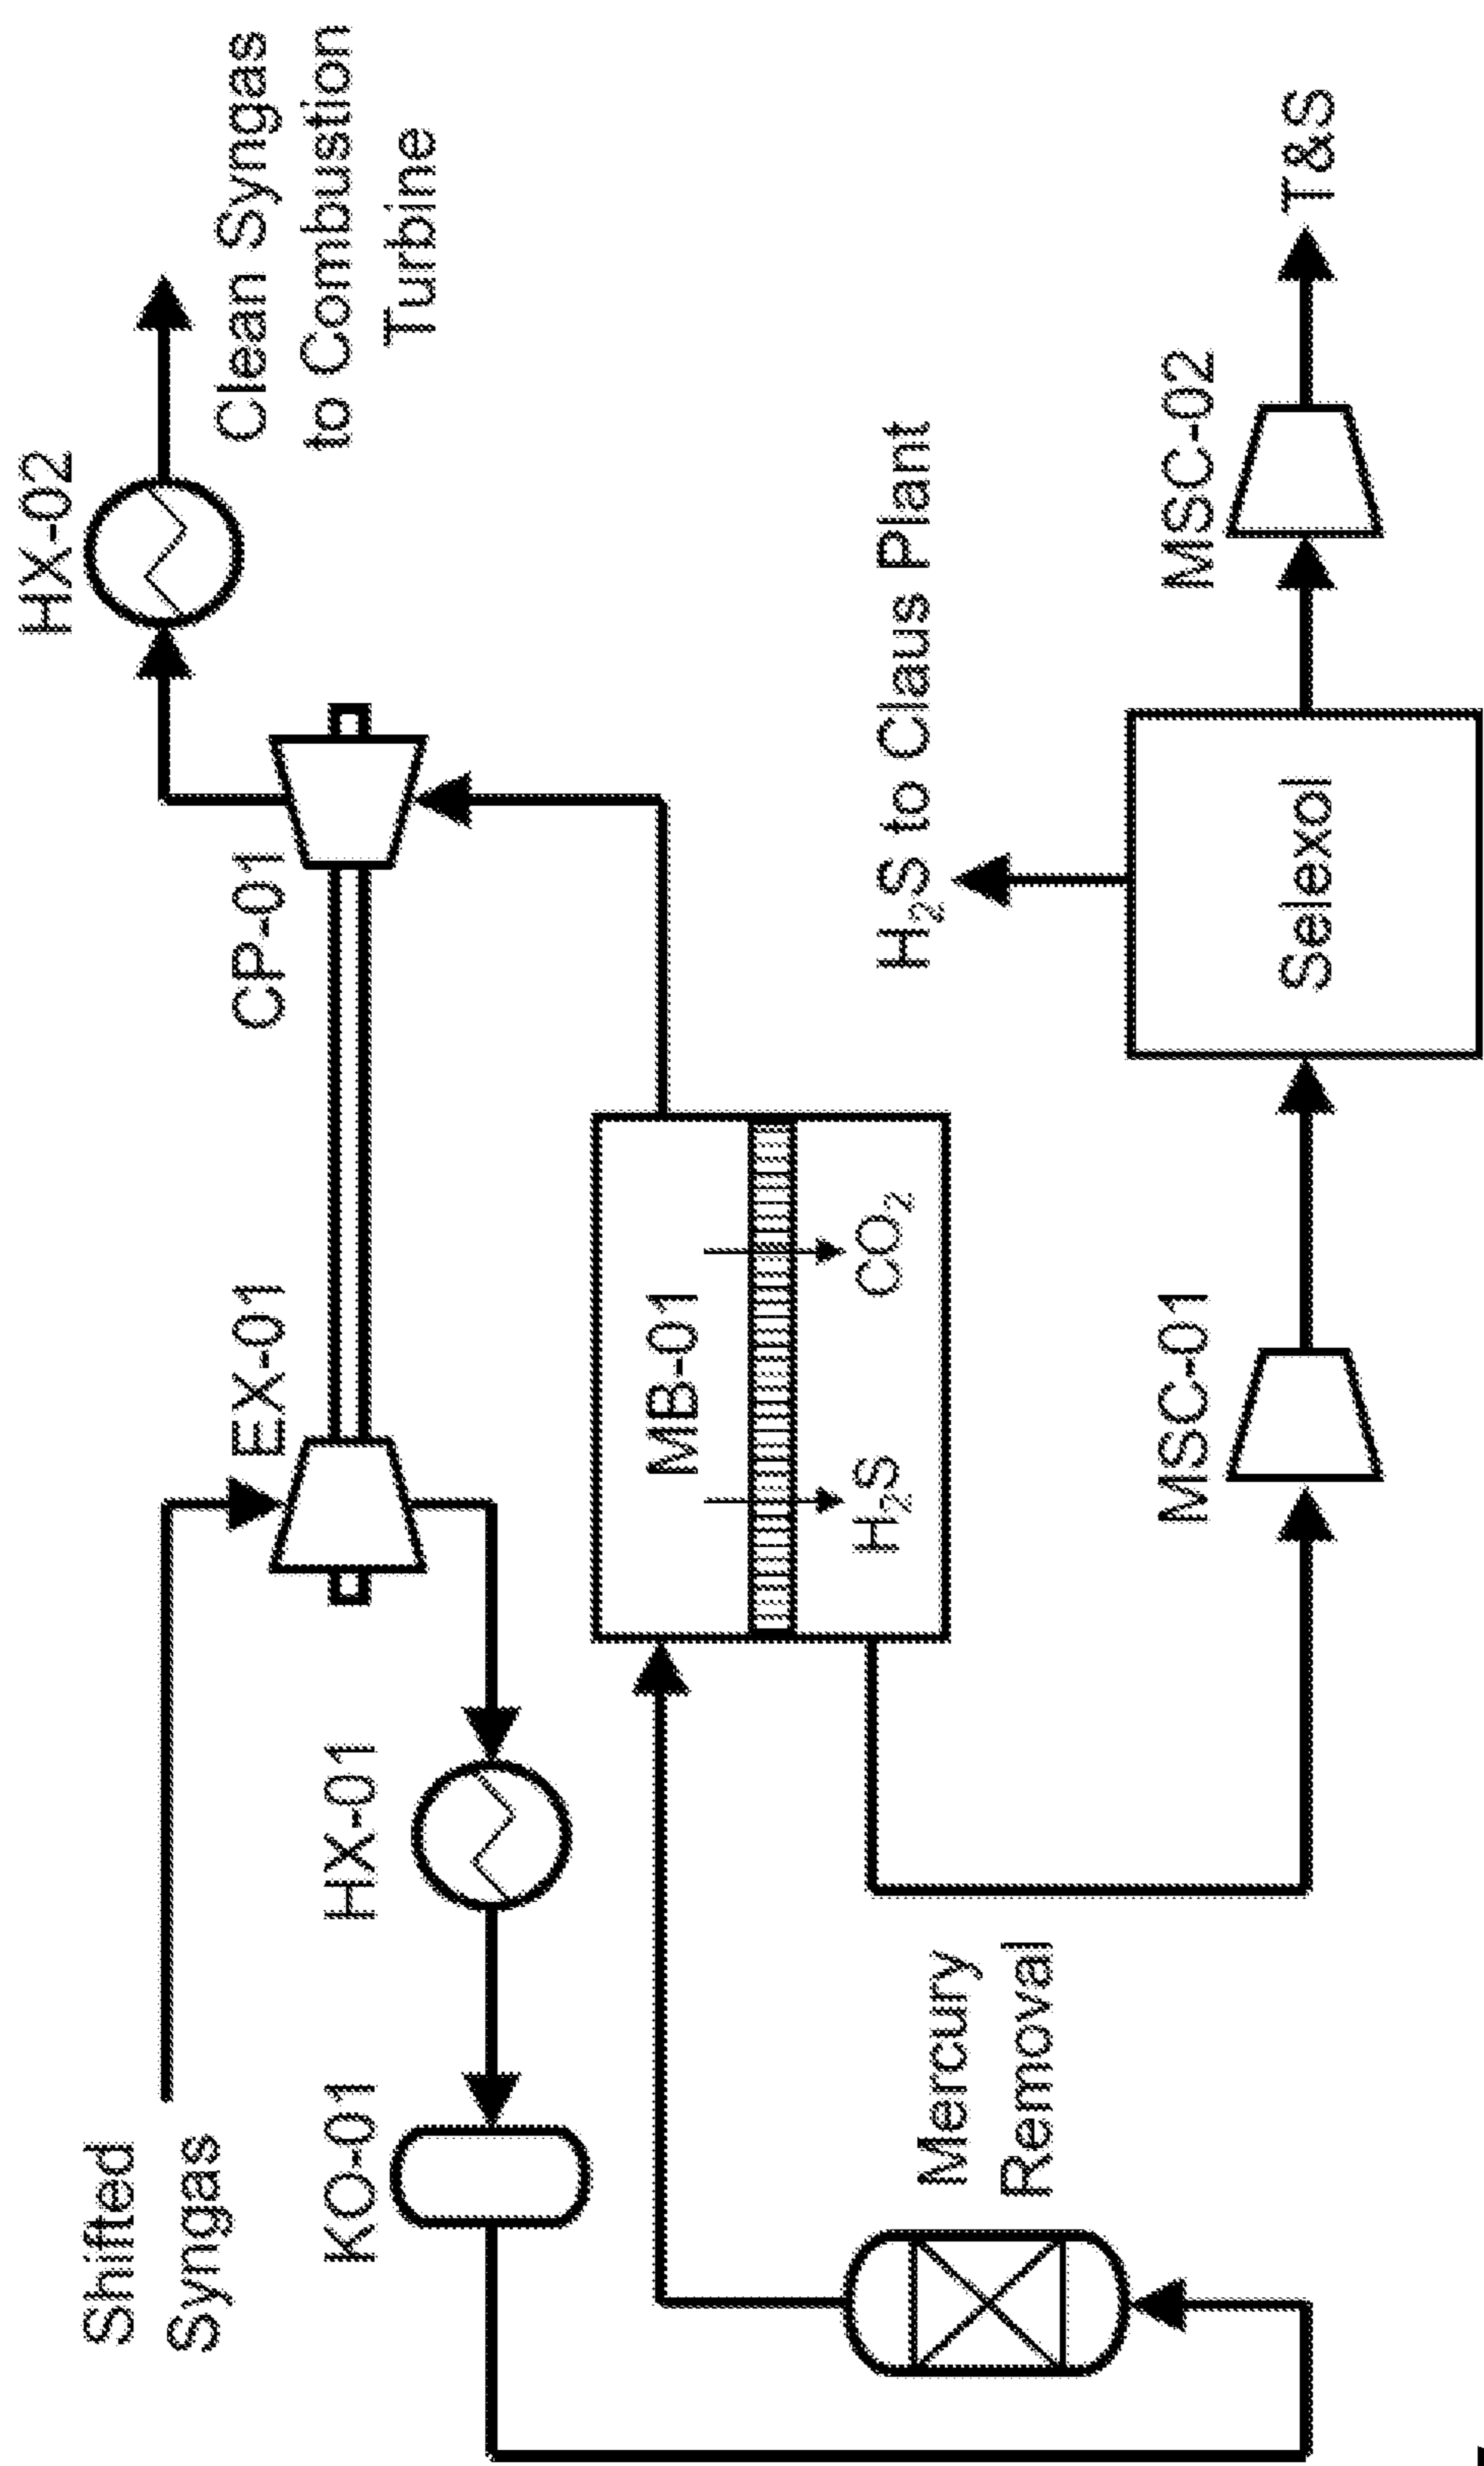 Shifted
Syngas
EX-01
CP-01
HX-02
Clean Syngas
to Combustion
Turbine
KO-01
HX-01
MB-01
H₂S
CO₂
Mercury
Removal
H₂S to Claus Plant
MSC-01
Selexol
MSC-02
T&S